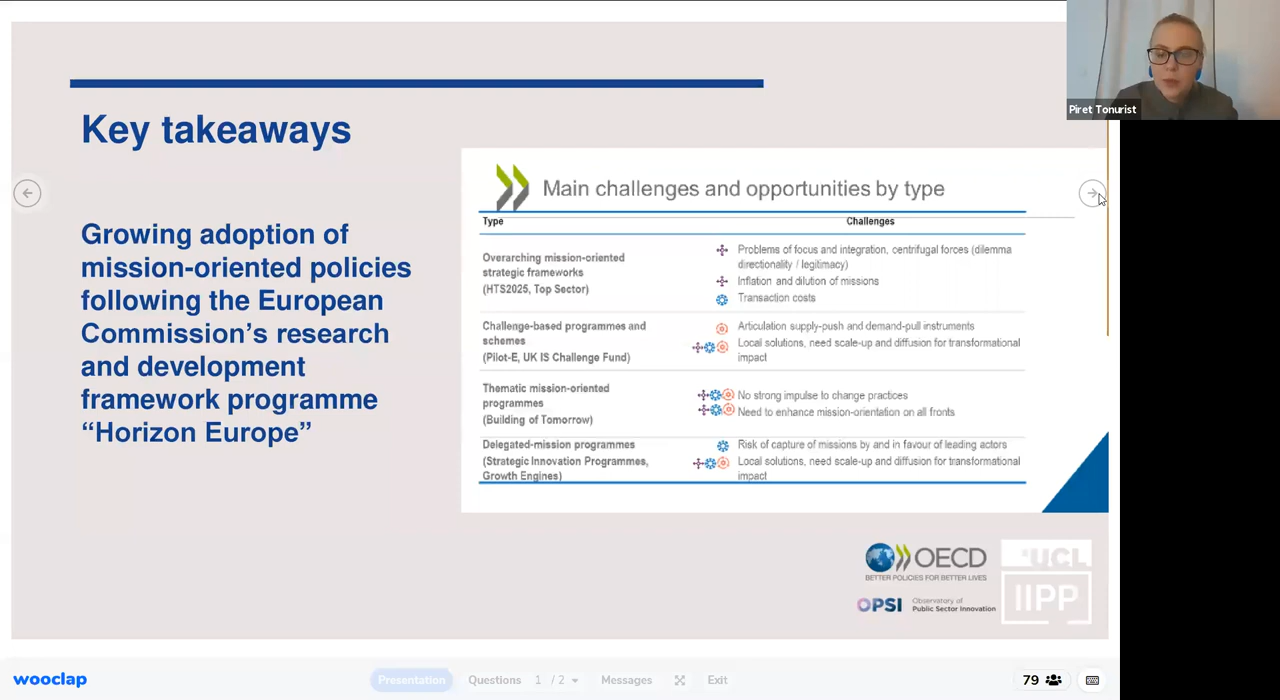 Piret Tonurist
Key takeaways
Growing adoption of
mission-oriented policies
following the European
Commission’s research
and development
framework programme
“Horizon Europe”
Main challenges and opportunities by type
Type Challenges
Overarching mission-oriented
strategic frameworks
(HTS2025, Top Sector)
Problems of focus and integration, centrifugal forces (dilemma
directionality / legitimacy)
Inflation and dilution of missions
Transaction costs
Challenge-based programmes and
schemes
(Pilot-E, UK IS Challenge Fund)
Articulation supply-push and demand-pull instruments
Local solutions, need scale-up and diffusion for transformational
impact
Thematic mission-oriented
programmes
(Building of Tomorrow)
No strong impulse to change practices
Need to enhance mission-orientation on all fronts
Delegated-mission programmes
(Strategic Innovation Programmes,
Growth Engines)
Risk of capture of missions by and in favour of leading actors
Local solutions, need scale-up and diffusion for transformational
impact
OECD
BETTER POLICIES FOR BETTER LIVES
OPSI Observatory of
Public Sector Innovation
UCL
IIPP
wooclap Presentation Questions 1 / 2 Messages Exit 79